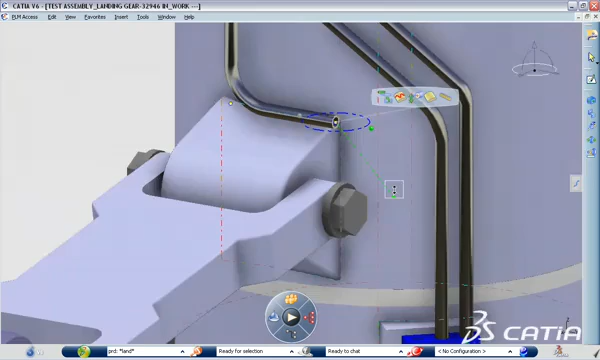 CATIA V6 - [TEST ASSEMBLY_LANDING GEAR-32946 IN_WORK ---]
PLM Access Edit View Favorites Insert Tools Window Help
CATIA
prd: *land* Ready for selection Ready to chat < No Configuration >